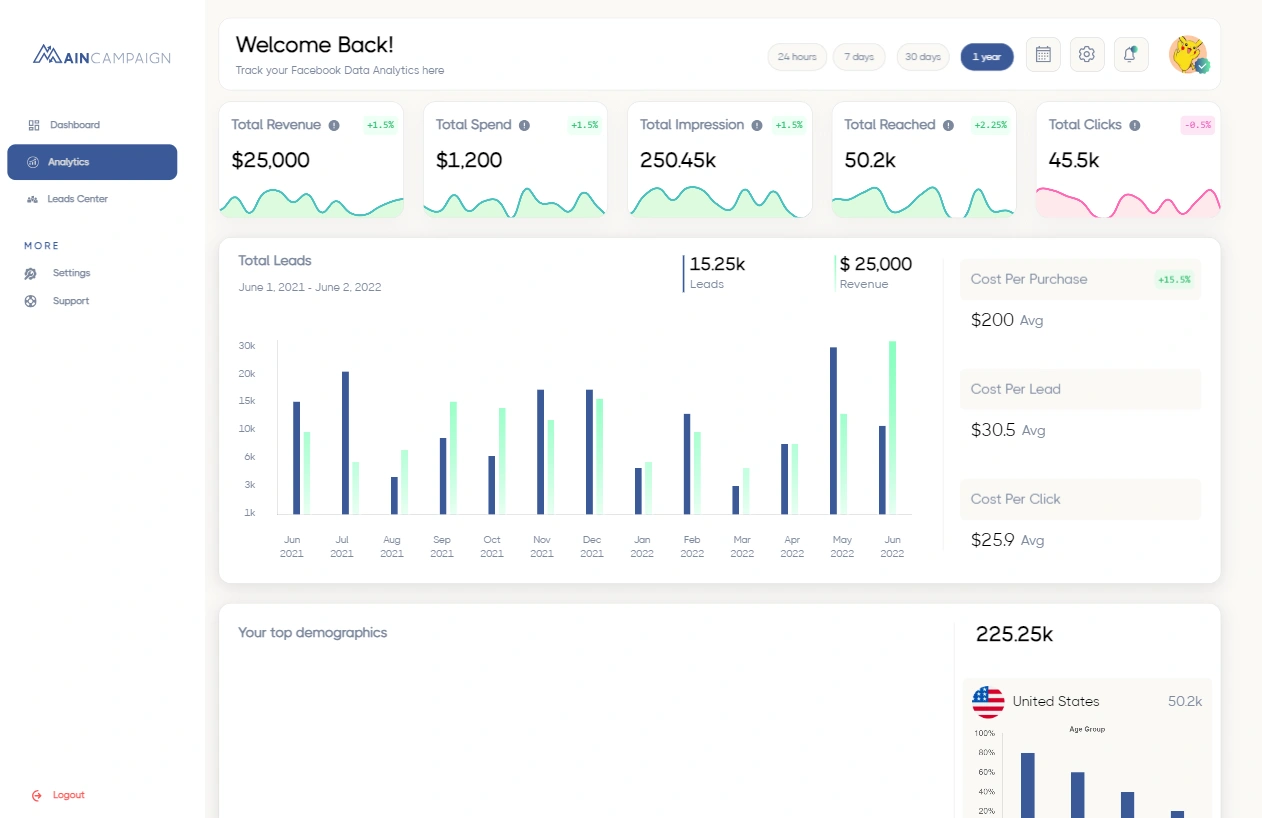 MAINCAMPAIGN
Dashboard
Analytics
Leads Center
MORE
Settings
Support
Logout
Welcome Back!
Track your Facebook Data Analytics here
24 hours 7 days 30 days 1 year
Total Revenue +1.5%
$25,000
Total Spend +1.5%
$1,200
Total Impression +1.5%
250.45k
Total Reached +2.25%
50.2k
Total Clicks -0.5%
45.5k
Total Leads
June 1, 2021 - June 2, 2022
15.25k
Leads
$ 25,000
Revenue
30k
20k
15k
10k
6k
3k
1k
Jun Jul Aug Sep Oct Nov Dec Jan Feb Mar Apr May Jun
2021 2021 2021 2021 2021 2021 2021 2022 2022 2022 2022 2022 2022
Cost Per Purchase +15.5%
$200 Avg
Cost Per Lead
$30.5 Avg
Cost Per Click
$25.9 Avg
Your top demographics
225.25k
United States 50.2k
Age Group
100%
80%
60%
40%
20%